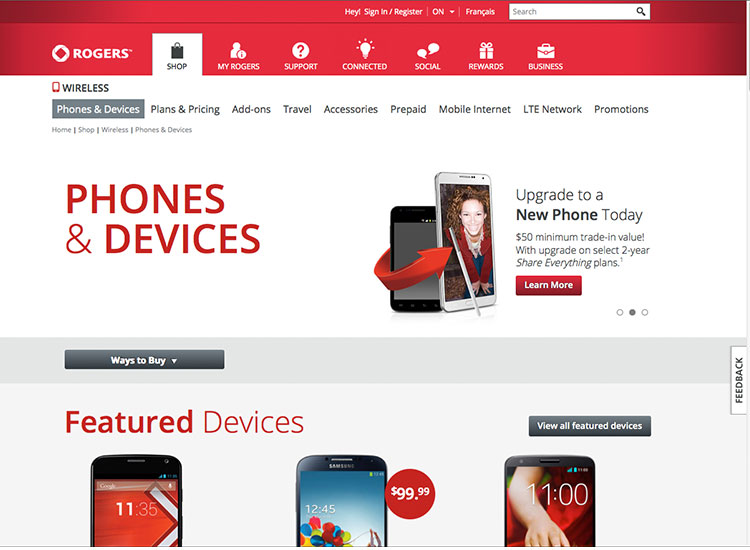 Hey! Sign In / Register | ON | Français
Search
ROGERS™
SHOP
MY ROGERS
SUPPORT
CONNECTED
SOCIAL
REWARDS
BUSINESS
WIRELESS
Phones & Devices Plans & Pricing Add-ons Travel Accessories Prepaid Mobile Internet LTE Network Promotions
Home | Shop | Wireless | Phones & Devices
PHONES
& DEVICES
Upgrade to a
New Phone Today
$50 minimum trade-in value!
With upgrade on select 2-year
Share Everything plans.1
Learn More
Ways to Buy
FEEDBACK
Featured Devices
View all featured devices
Google
11:35
SAMSUNG
12:45
$99.99
11:00